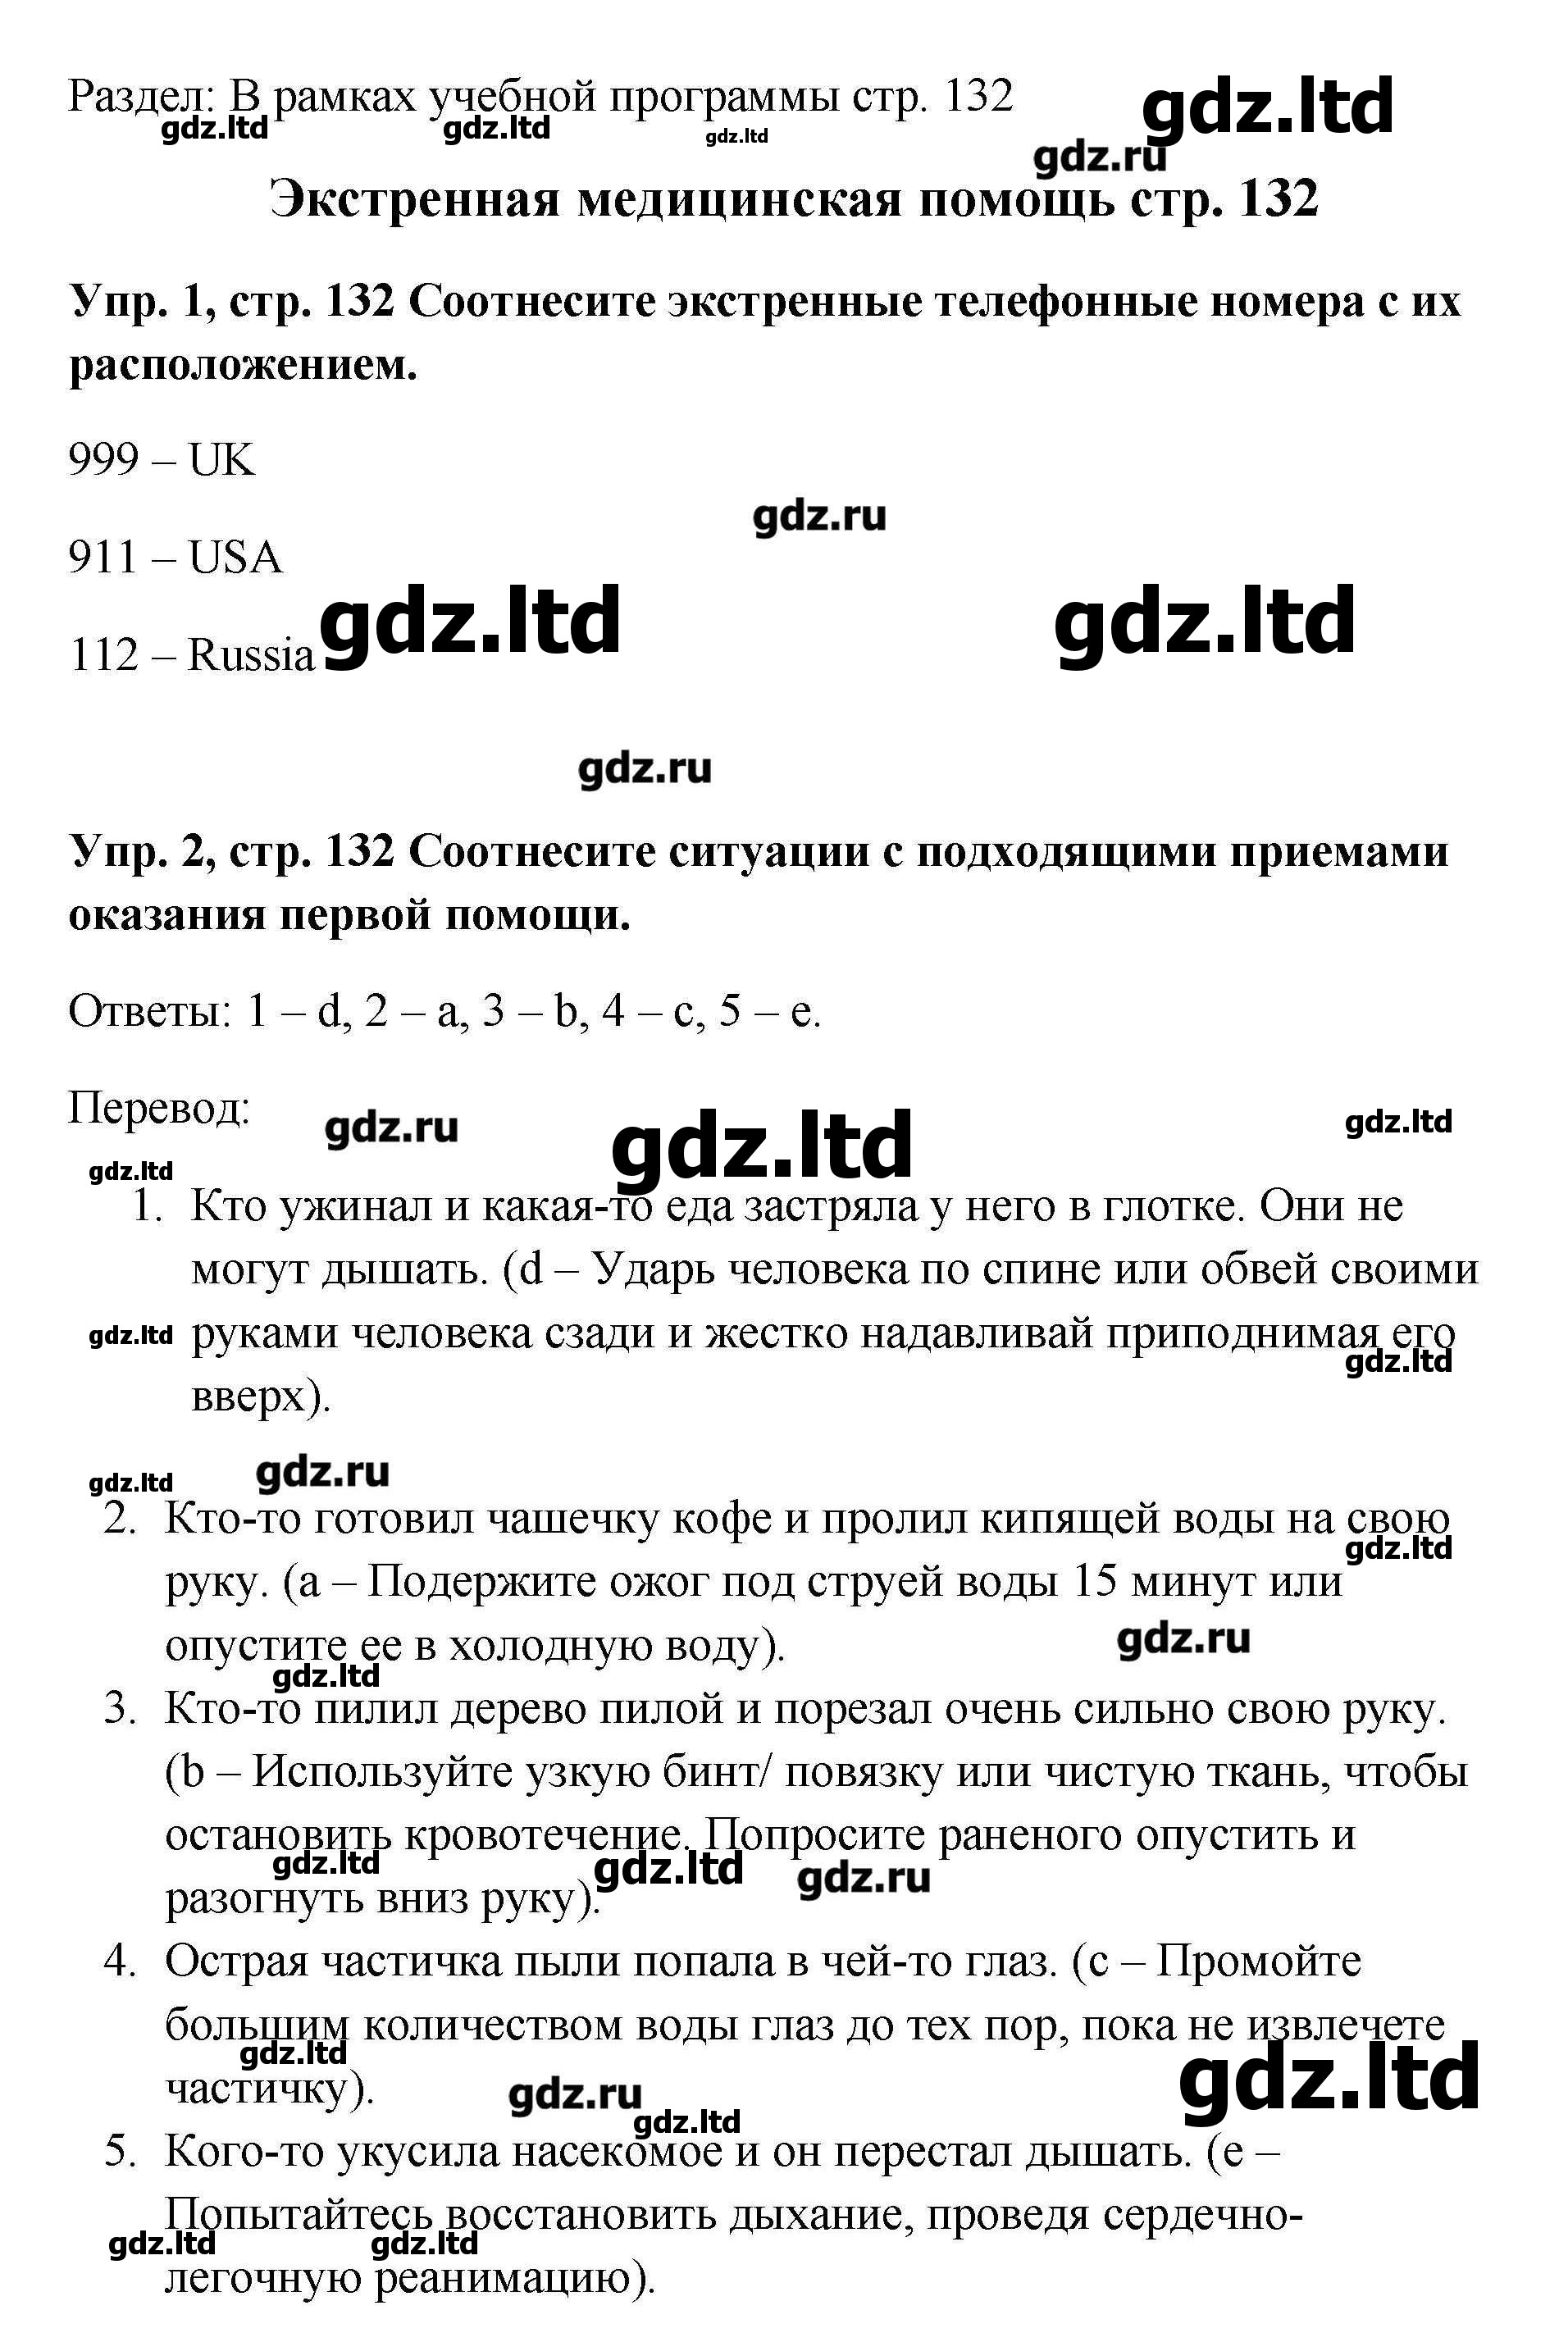 Раздел: В рамках учебной программы стр. 132
gdz.ltd
gdz.ltd
gdz.ltd
gdz.ltd
gdz.ru
Экстренная медицинская помощь стр. 132
Упр. 1, стр. 132 Соотнесите экстренные телефонные номера с их
расположением.
999 – UK
gdz.ru
911 – USA
112 – Russia
gdz.ltd
gdz.ltd
gdz.ru
Упр. 2, стр. 132 Соотнесите ситуации с подходящими приемами
оказания первой помощи.
Ответы: 1 – d, 2 – a, 3 – b, 4 – c, 5 – e.
Перевод:
gdz.ru
gdz.ltd
gdz.ltd
gdz.ltd
1. Кто ужинал и какая-то еда застряла у него в глотке. Они не
могут дышать. (d – Ударь человека по спине или обвей своими
gdz.ltd
руками человека сзади и жестко надавливай приподнимая его
gdz.ltd
вверх).
gdz.ltd
gdz.ru
2. Кто-то готовил чашечку кофе и пролил кипящей воды на свою
gdz.ltd
руку. (a – Подержите ожог под струей воды 15 минут или
опустите ее в холодную воду).
gdz.ru
gdz.ltd
3. Кто-то пилил дерево пилой и порезал очень сильно свою руку.
(b – Используйте узкую бинт/ повязку или чистую ткань, чтобы
остановить кровотечение. Попросите раненого опустить и
gdz.ltd
gdz.ltd
gdz.ru
разогнуть вниз руку).
4. Острая частичка пыли попала в чей-то глаз. (c – Промойте
большим количеством воды глаз до тех пор, пока не извлечете
gdz.ltd
gdz.ltd
частичку).
gdz.ru
gdz.ltd
5. Кого-то укусила насекомое и он перестал дышать. (e –
Попытайтесь восстановить дыхание, проведя сердечно-
gdz.ltd
gdz.ltd
легочную реанимацию).